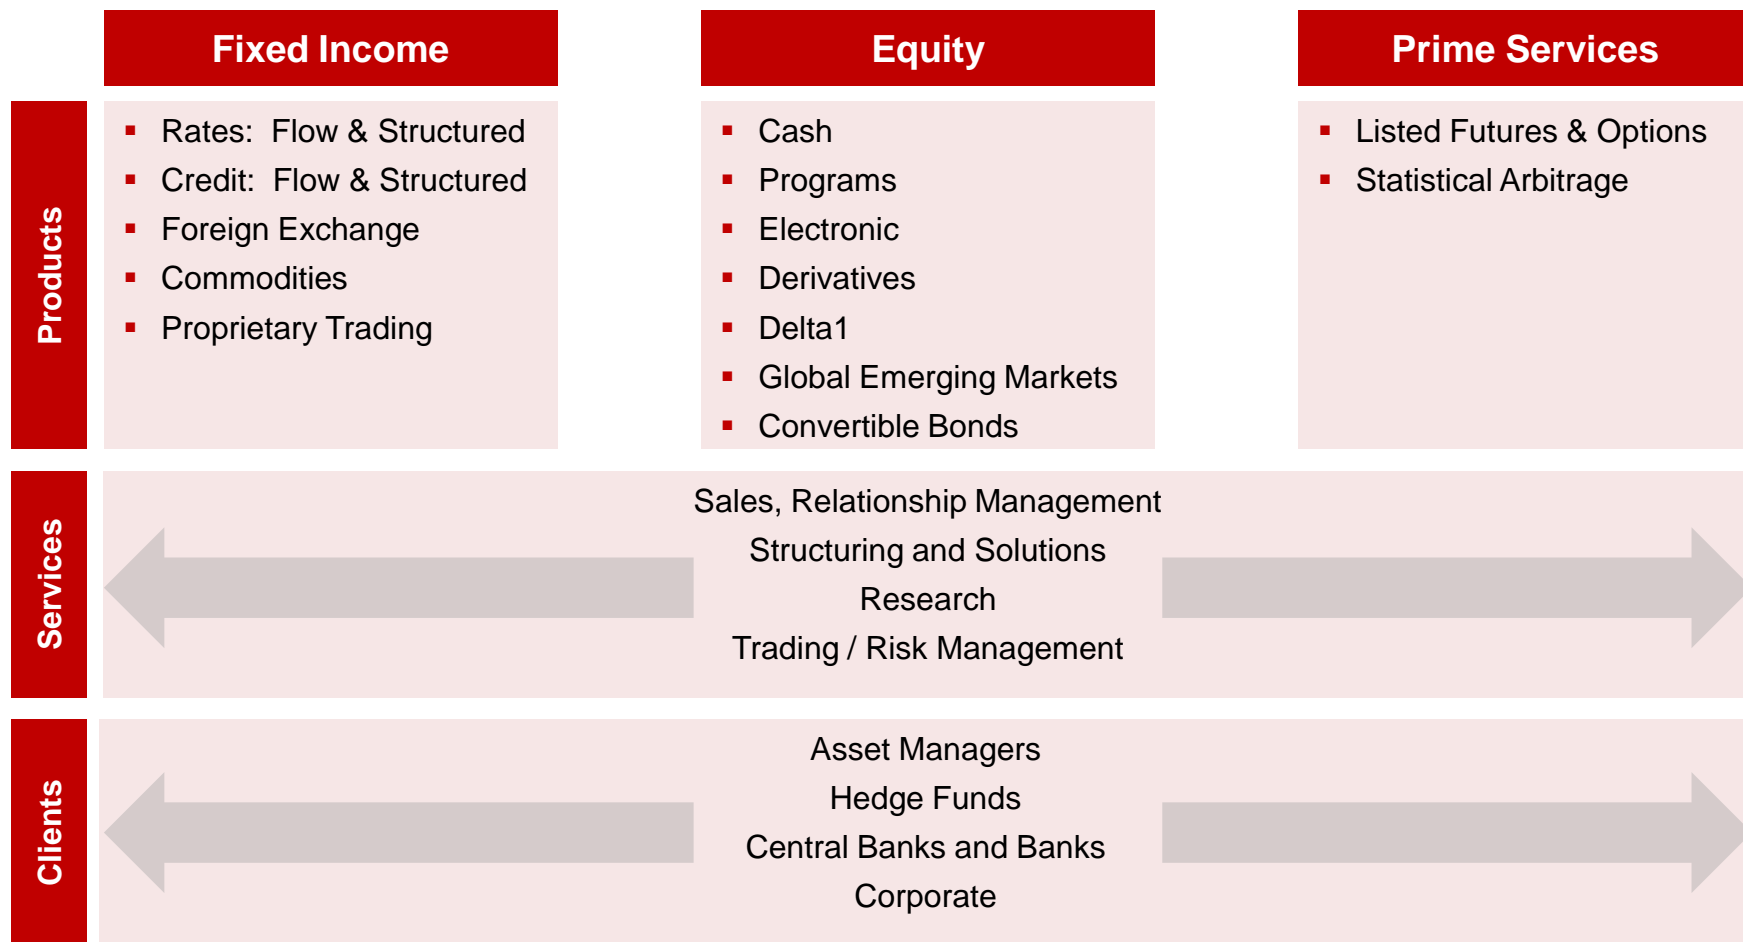 Fixed Income
Equity
Prime Services
Products
▪ Rates:  Flow & Structured
▪ Credit:  Flow & Structured
▪ Foreign Exchange
▪ Commodities
▪ Proprietary Trading
▪ Cash
▪ Programs
▪ Electronic
▪ Derivatives
▪ Delta1
▪ Global Emerging Markets
▪ Convertible Bonds
▪ Listed Futures & Options
▪ Statistical Arbitrage
Services
Sales, Relationship Management
Structuring and Solutions
Research
Trading / Risk Management
Clients
Asset Managers
Hedge Funds
Central Banks and Banks
Corporate